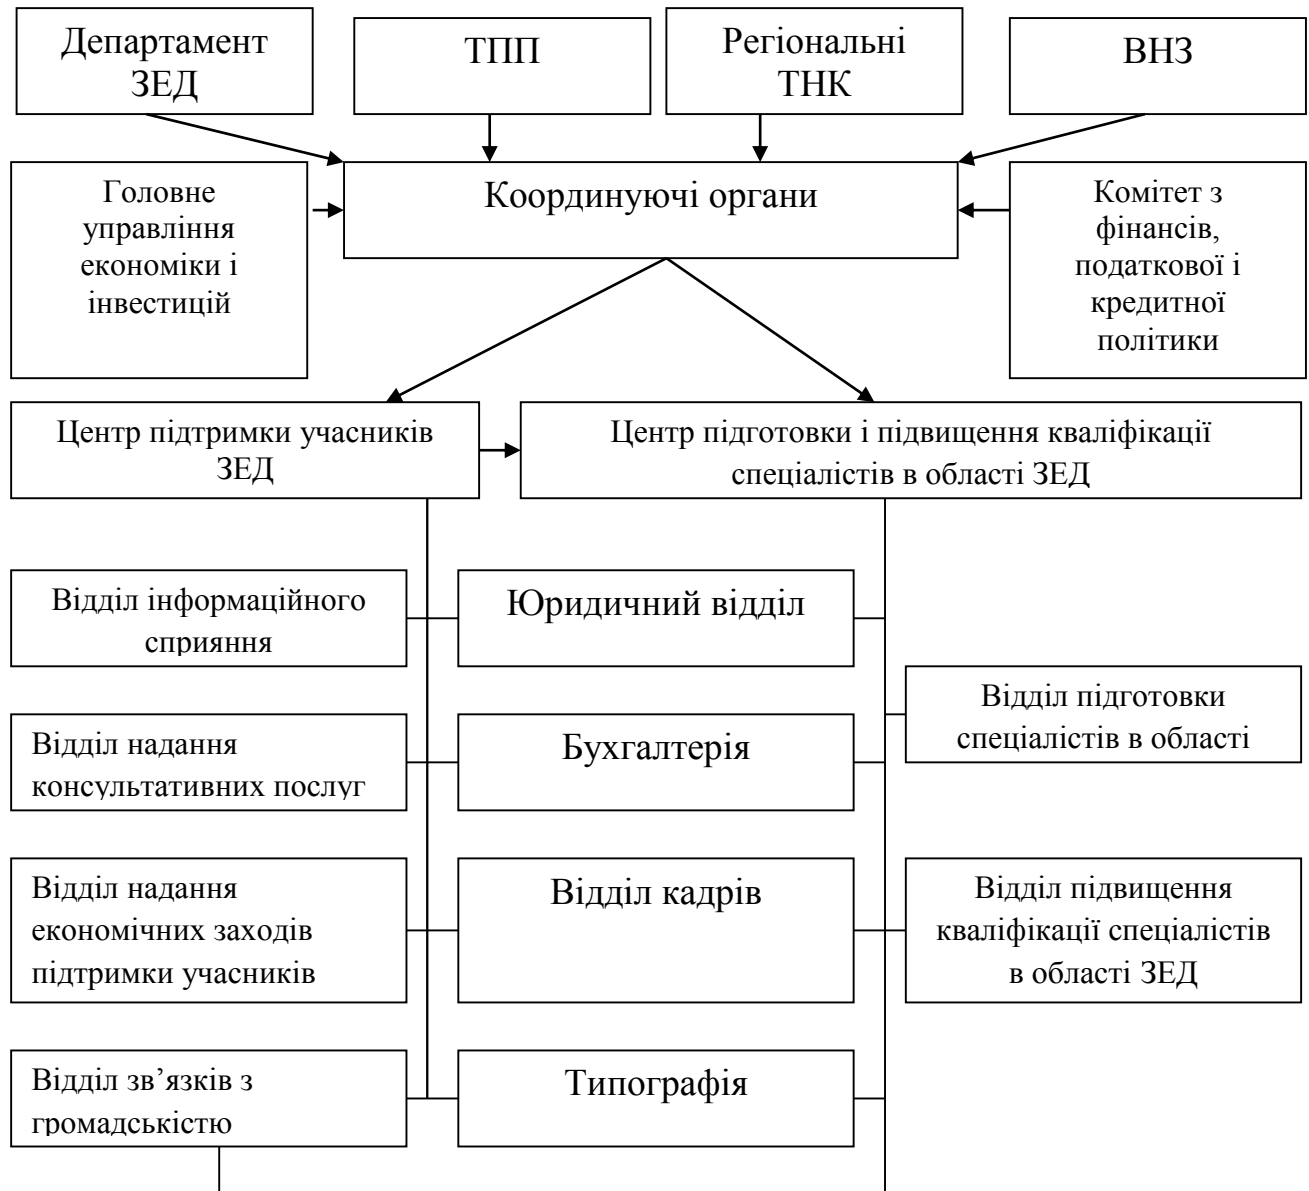 Департамент
ЗЕД
ТПП
Регіональні
ТНК
ВНЗ
Головне
управління
економіки і
інвестицій
Координуючі органи
Комітет з
фінансів,
податкової і
кредитної
політики
Центр підтримки учасників
ЗЕД
Центр підготовки і підвищення кваліфікації
спеціалістів в області ЗЕД
Відділ інформаційного
сприяння
Юридичний відділ
Відділ підготовки
спеціалістів в області
Відділ надання
консультативних послуг
Бухгалтерія
Відділ надання
економічних заходів
підтримки учасників
Відділ кадрів
Відділ підвищення
кваліфікації спеціалістів
в області ЗЕД
Відділ зв’язків з
громадськістю
Типографія